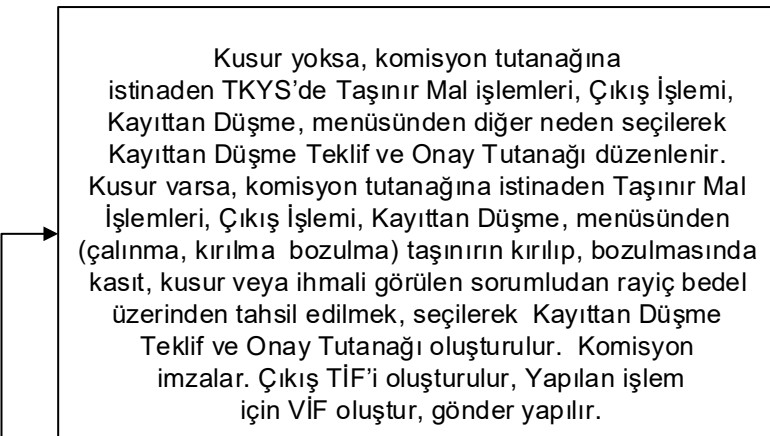 Kusur yoksa, komisyon tutanağına
istinaden TKYS’de Taşınır Mal işlemleri, Çıkış İşlemi,
Kayıttan Düşme, menüsünden diğer neden seçilerek
Kayıttan Düşme Teklif ve Onay Tutanağı düzenlenir.
Kusur varsa, komisyon tutanağına istinaden Taşınır Mal
İşlemleri, Çıkış İşlemi, Kayıttan Düşme, menüsünden
(çalınma, kırılma bozulma) taşınırın kırılıp, bozulmasında
kasıt, kusur veya ihmali görülen sorumludan rayiç bedel
üzerinden tahsil edilmek, seçilerek Kayıttan Düşme
Teklif ve Onay Tutanağı oluşturulur. Komisyon
imzalar. Çıkış TİF’i oluşturulur, Yapılan işlem
için VİF oluştur, gönder yapılır.